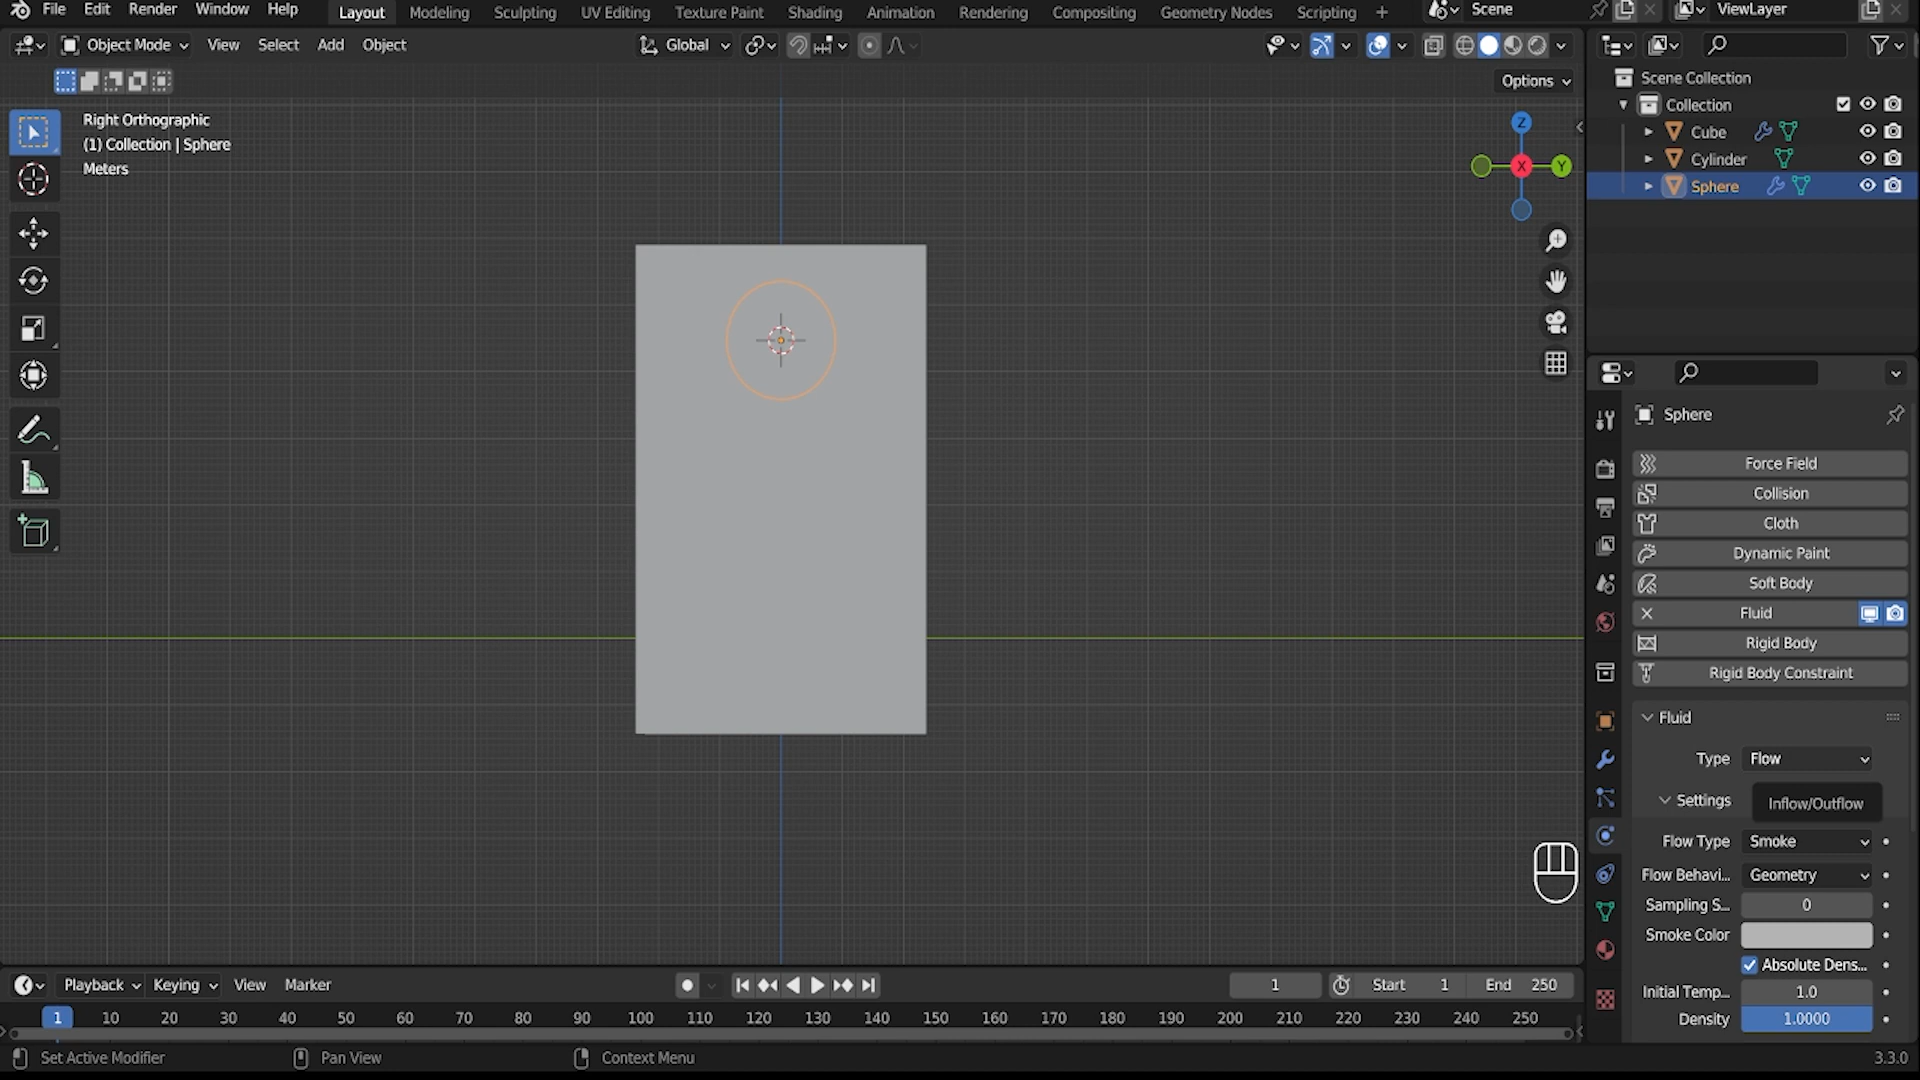 File Edit Render Window Help Layout Modeling Sculpting UV Editing Texture Paint Shading Animation Rendering Compositing Geometry Nodes Scripting + Scene ViewLayer
Object Mode View Select Add Object Global
Options
Right Orthographic
(1) Collection | Sphere
Meters
Z
X
Y
Scene Collection
Collection
Cube
Cylinder
Sphere
Sphere
Force Field
Collision
Cloth
Dynamic Paint
Soft Body
Fluid
Rigid Body
Rigid Body Constraint
Fluid
Type Flow
Settings Inflow/Outflow
Flow Type Smoke
Flow Behavi... Geometry
Sampling S... 0
Smoke Color
Absolute Dens...
Initial Temp... 1.0
Density 1.0000
Playback Keying View Marker 1 Start 1 End 250
1 10 20 30 40 50 60 70 80 90 100 110 120 130 140 150 160 170 180 190 200 210 220 230 240 250
Set Active Modifier Pan View Context Menu 3.3.0